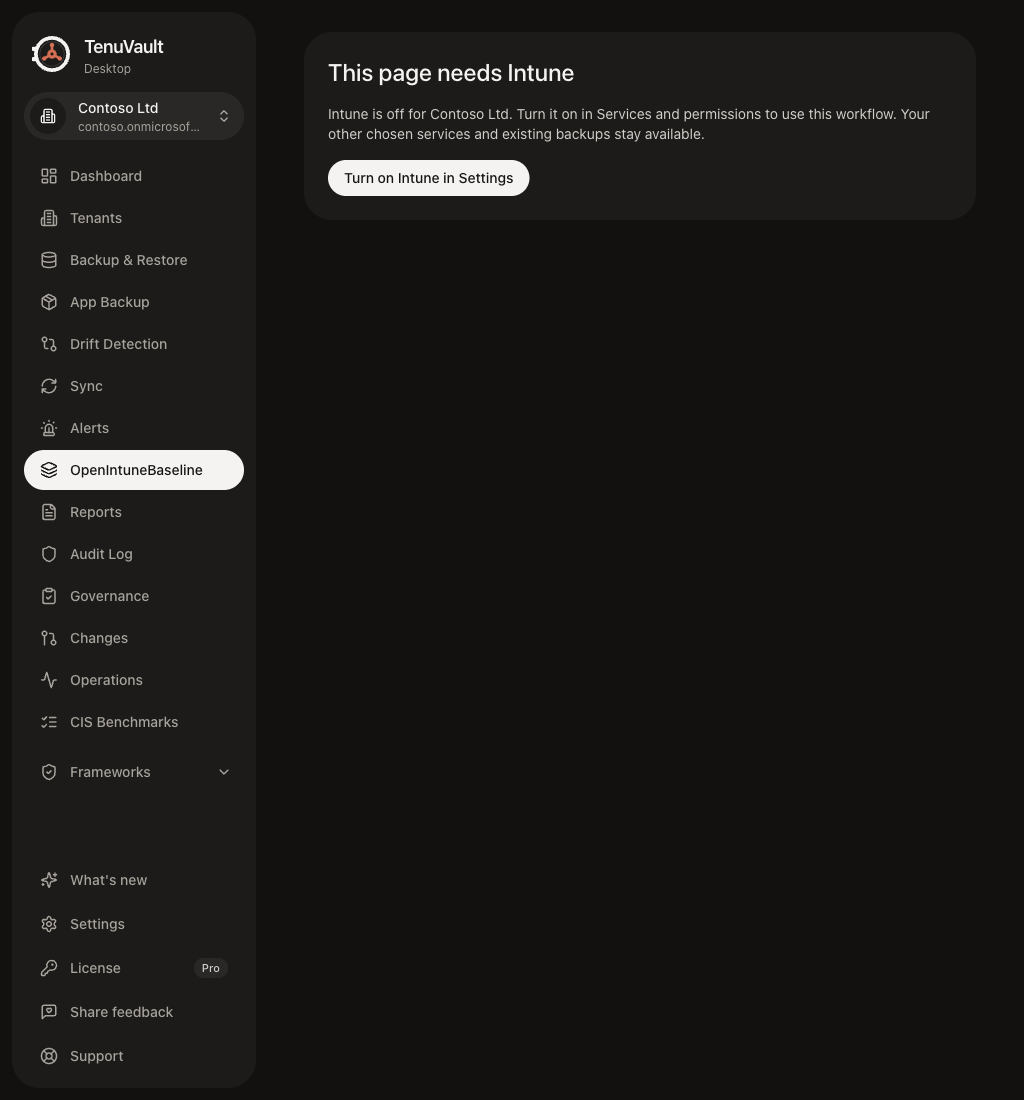 TenuVault
Desktop
Contoso Ltd
contoso.onmicrosof...
Dashboard
Tenants
Backup & Restore
App Backup
Drift Detection
Sync
Alerts
OpenIntuneBaseline
Reports
Audit Log
Governance
Changes
Operations
CIS Benchmarks
Frameworks
What's new
Settings
License
Pro
Share feedback
Support
This page needs Intune
Intune is off for Contoso Ltd. Turn it on in Services and permissions to use this workflow. Your
other chosen services and existing backups stay available.
Turn on Intune in Settings